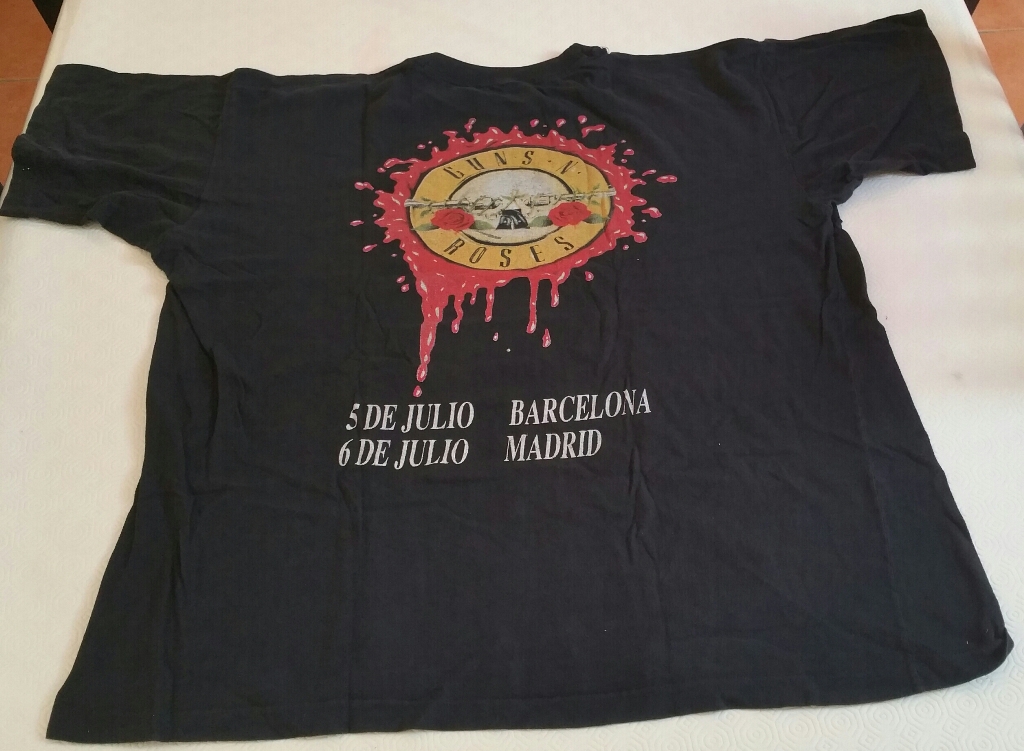 GUNS N'
ROSES
5 DE JULIO BARCELONA
6 DE JULIO MADRID